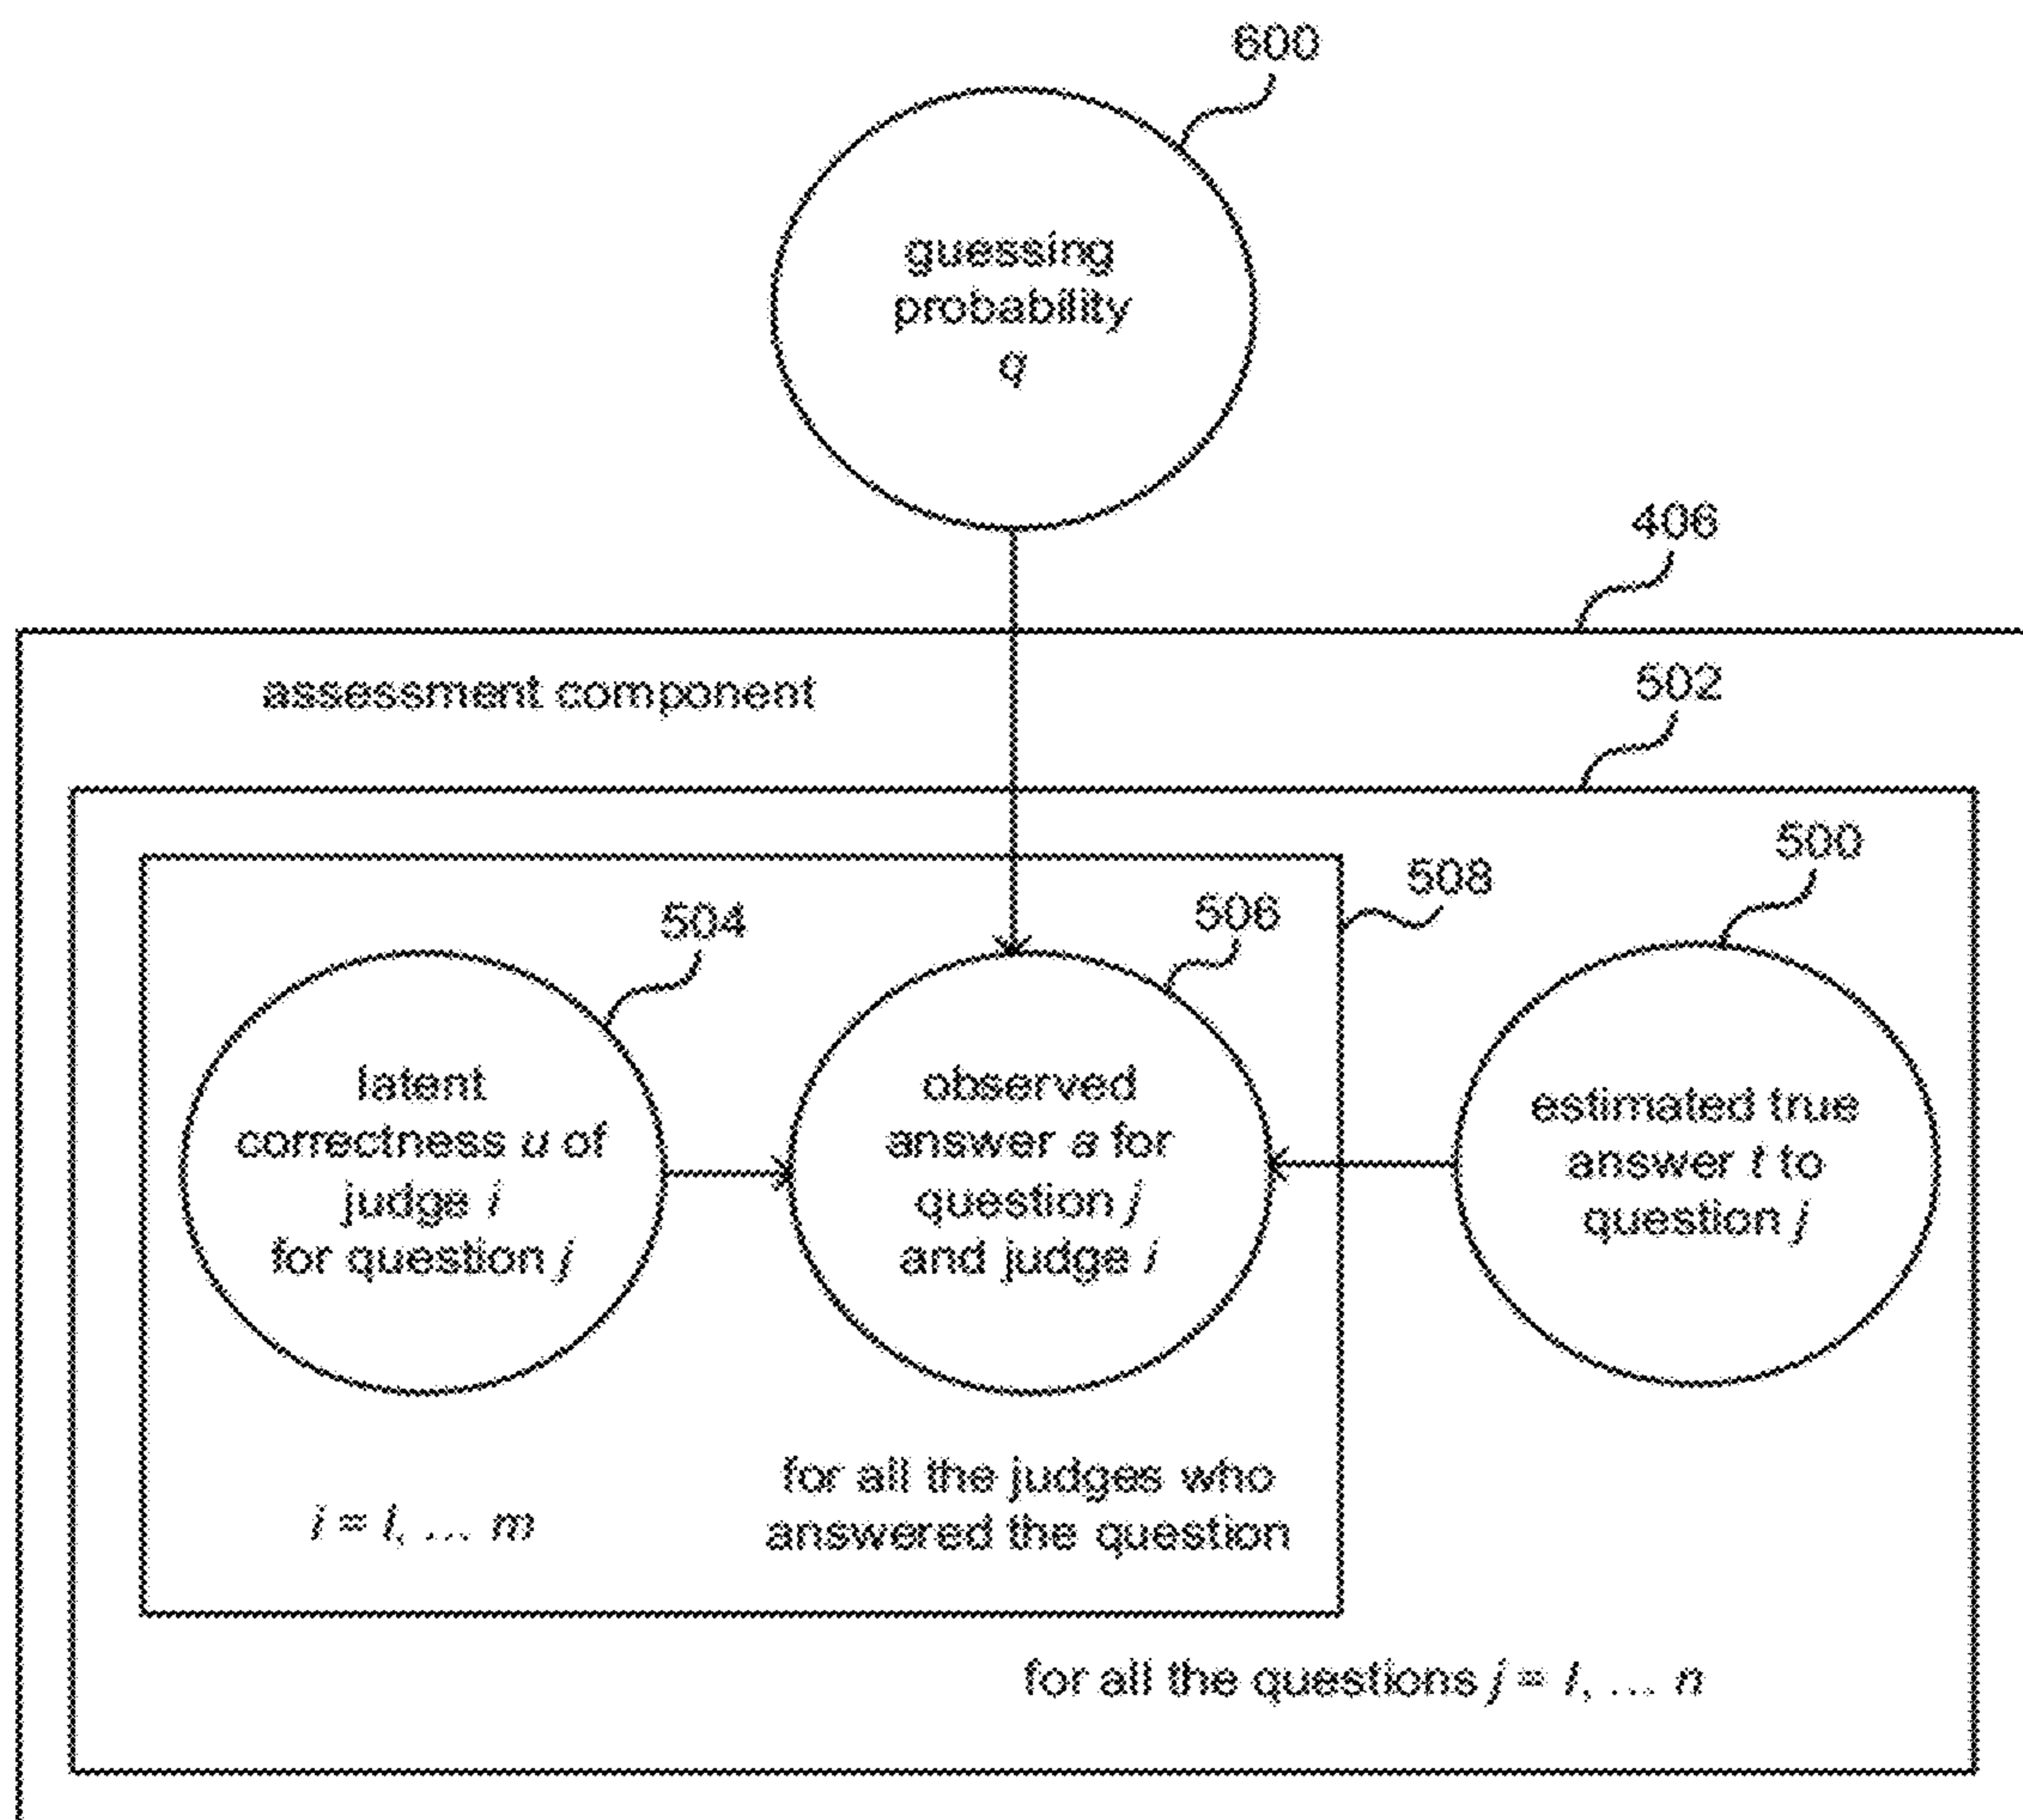 600
guessing
probability
q
406
assessment component
502
500
508
504
506
latent
correctness u of
judge i
for question j
observed
answer a for
question j
and judge i
estimated true
answer t to
question j
i = l, ... m
for all the judges who
answered the question
for all the questions j = l, ... n